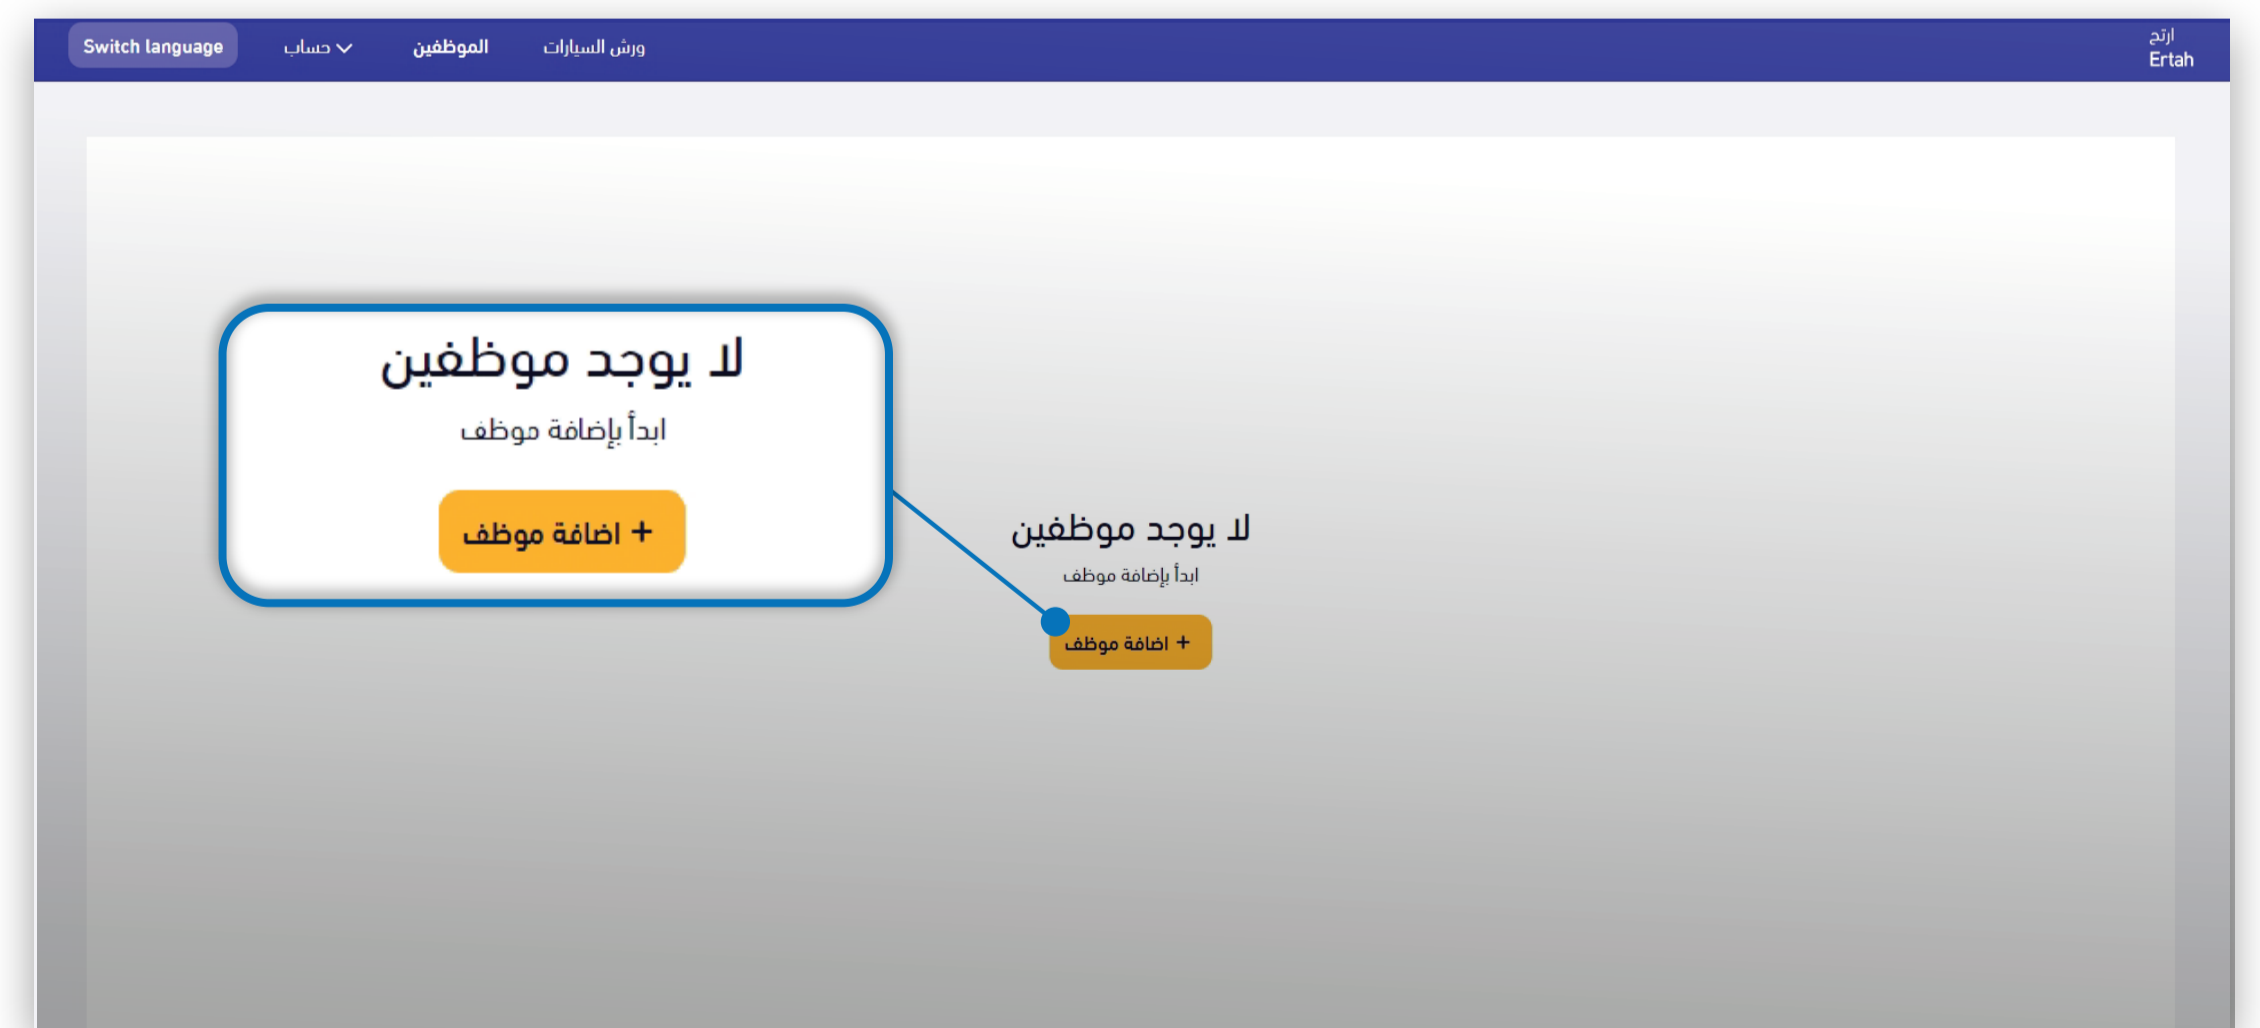 ارتح
Ertah
ورش السيارات
الموظفين
حساب
Switch language
لا يوجد موظفين
ابدأ بإضافة موظف
+ اضافة موظف
لا يوجد موظفين
ابدأ بإضافة موظف
+ اضافة موظف